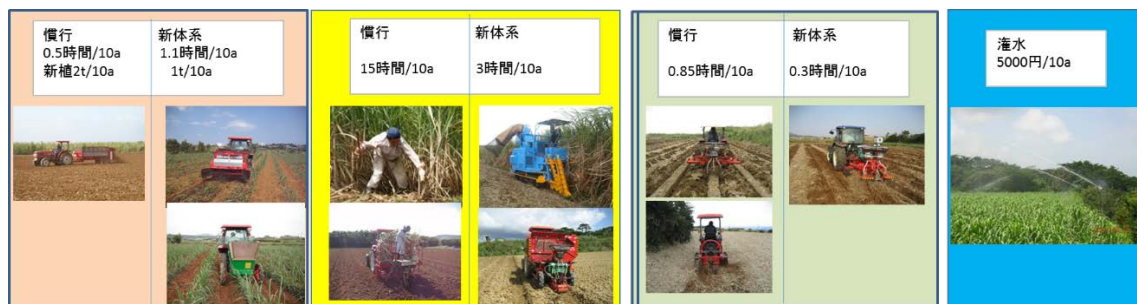 慣行 新体系
0.5時間/10a 1.1時間/10a
新植2t/10a 1t/10a
慣行 新体系
15時間/10a 3時間/10a
慣行 新体系
0.85時間/10a 0.3時間/10a
潅水
5000円/10a